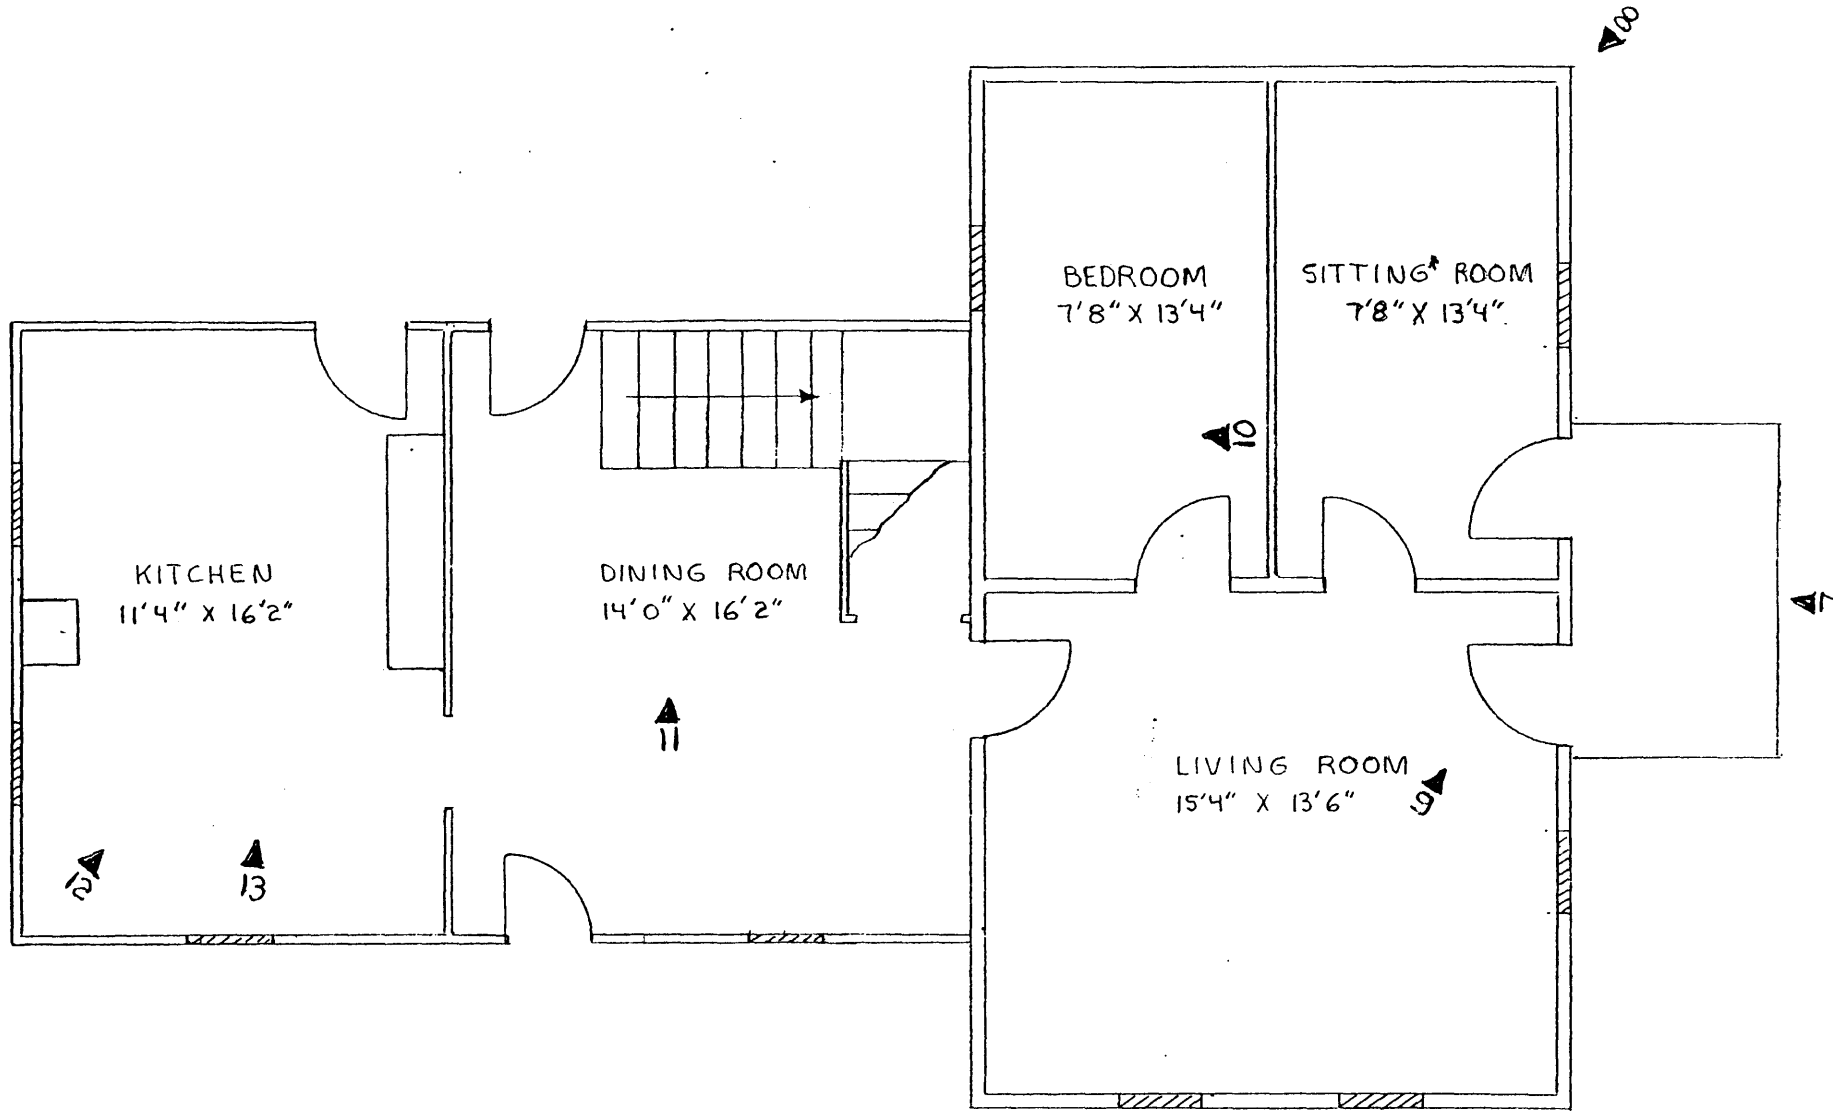 8
BEDROOM
7'8" X 13'4"
SITTING* ROOM
7'8" X 13'4"
10
KITCHEN
11'4" X 16'2"
DINING ROOM
14'0" X 16'2"
7
11
LIVING ROOM
15'4" X 13'6"
9
12
13